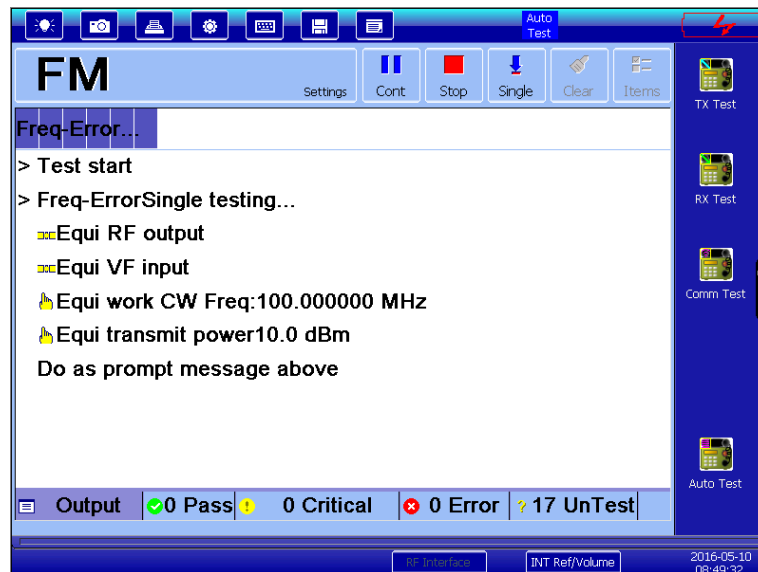 Auto
Test
FM
Settings
Cont
Stop
Single
Clear
Items
TX Test
Freq-Error...
> Test start
> Freq-ErrorSingle testing...
Equi RF output
Equi VF input
Equi work CW Freq:100.000000 MHz
Equi transmit power10.0 dBm
Do as prompt message above
RX Test
Comm Test
Auto Test
Output
0 Pass
0 Critical
0 Error
17 UnTest
RF Interface
INT Ref/Volume
2016-05-10
08:49:32